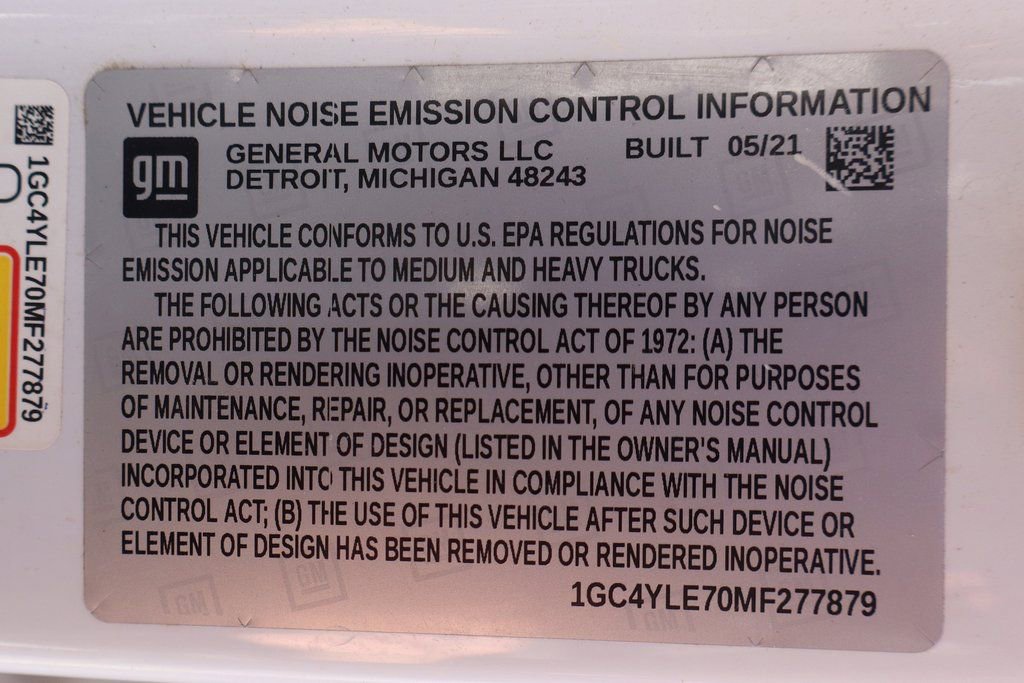 VEHICLE NOISE EMISSION CONTROL INFORMATION
gm
GENERAL MOTORS LLC
BUILT 05/21
DETROIT, MICHIGAN 48243
THIS VEHICLE CONFORMS TO U.S. EPA REGULATIONS FOR NOISE
EMISSION APPLICABLE TO MEDIUM AND HEAVY TRUCKS.
THE FOLLOWING ACTS OR THE CAUSING THEREOF BY ANY PERSON
ARE PROHIBITED BY THE NOISE CONTROL ACT OF 1972: (A) THE
REMOVAL OR RENDERING INOPERATIVE, OTHER THAN FOR PURPOSES
OF MAINTENANCE, REPAIR, OR REPLACEMENT, OF ANY NOISE CONTROL
DEVICE OR ELEMENT OF DESIGN (LISTED IN THE OWNER'S MANUAL)
INCORPORATED INTO THIS VEHICLE IN COMPLIANCE WITH THE NOISE
CONTROL ACT; (B) THE USE OF THIS VEHICLE AFTER SUCH DEVICE OR
ELEMENT OF DESIGN HAS BEEN REMOVED OR RENDERED INOPERATIVE.
1GC4YLE70MF277879
1GC4YLE70MF277879
GM
GM
GM